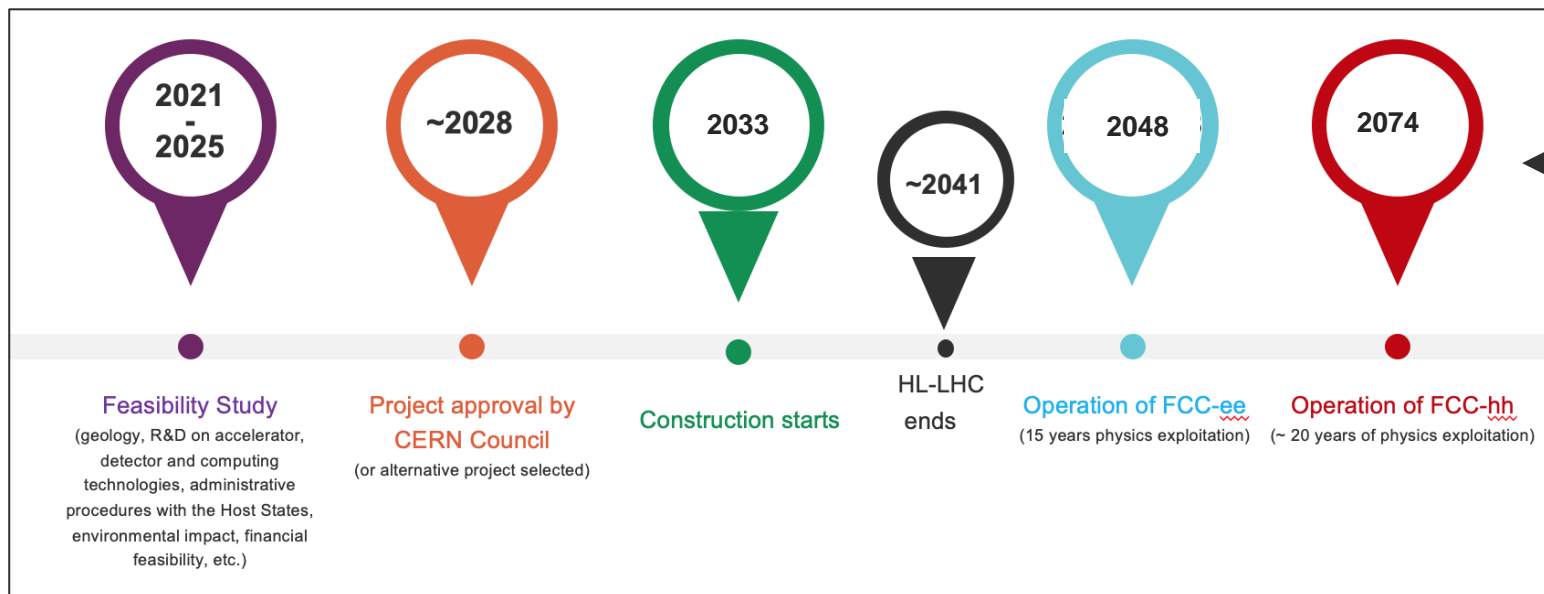 2021
-
2025
~2028
2033
~2041
2048
2074
Feasibility Study
(geology, R&D on accelerator,
detector and computing
technologies, administrative
procedures with the Host States,
environmental impact, financial
feasibility, etc.)
Project approval by
CERN Council
(or alternative project selected)
Construction starts
HL-LHC
ends
Operation of FCC-ee
(15 years physics exploitation)
Operation of FCC-hh
(~ 20 years of physics exploitation)